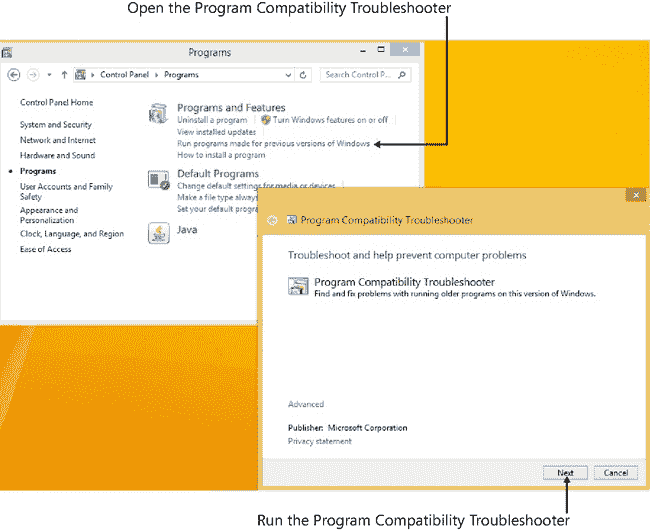 Open the Program Compatibility Troubleshooter
Programs
Control Panel
Programs
Search Control P...
Control Panel Home
System and Security
Network and Internet
Hardware and Sound
Programs
User Accounts and Family
Safety
Appearance and
Personalization
Clock, Language, and Region
Ease of Access
Programs and Features
Uninstall a program
Turn Windows features on or off
View installed updates
Run programs made for previous versions of Windows
How to install a program
Default Programs
Change default settings for media or devices
Make a file type always
Set your default progra
Java
Program Compatibility Troubleshooter
Troubleshoot and help prevent computer problems
Program Compatibility Troubleshooter
Find and fix problems with running older programs on this version of Windows.
Advanced
Publisher: Microsoft Corporation
Privacy statement
Next
Cancel
Run the Program Compatibility Troubleshooter